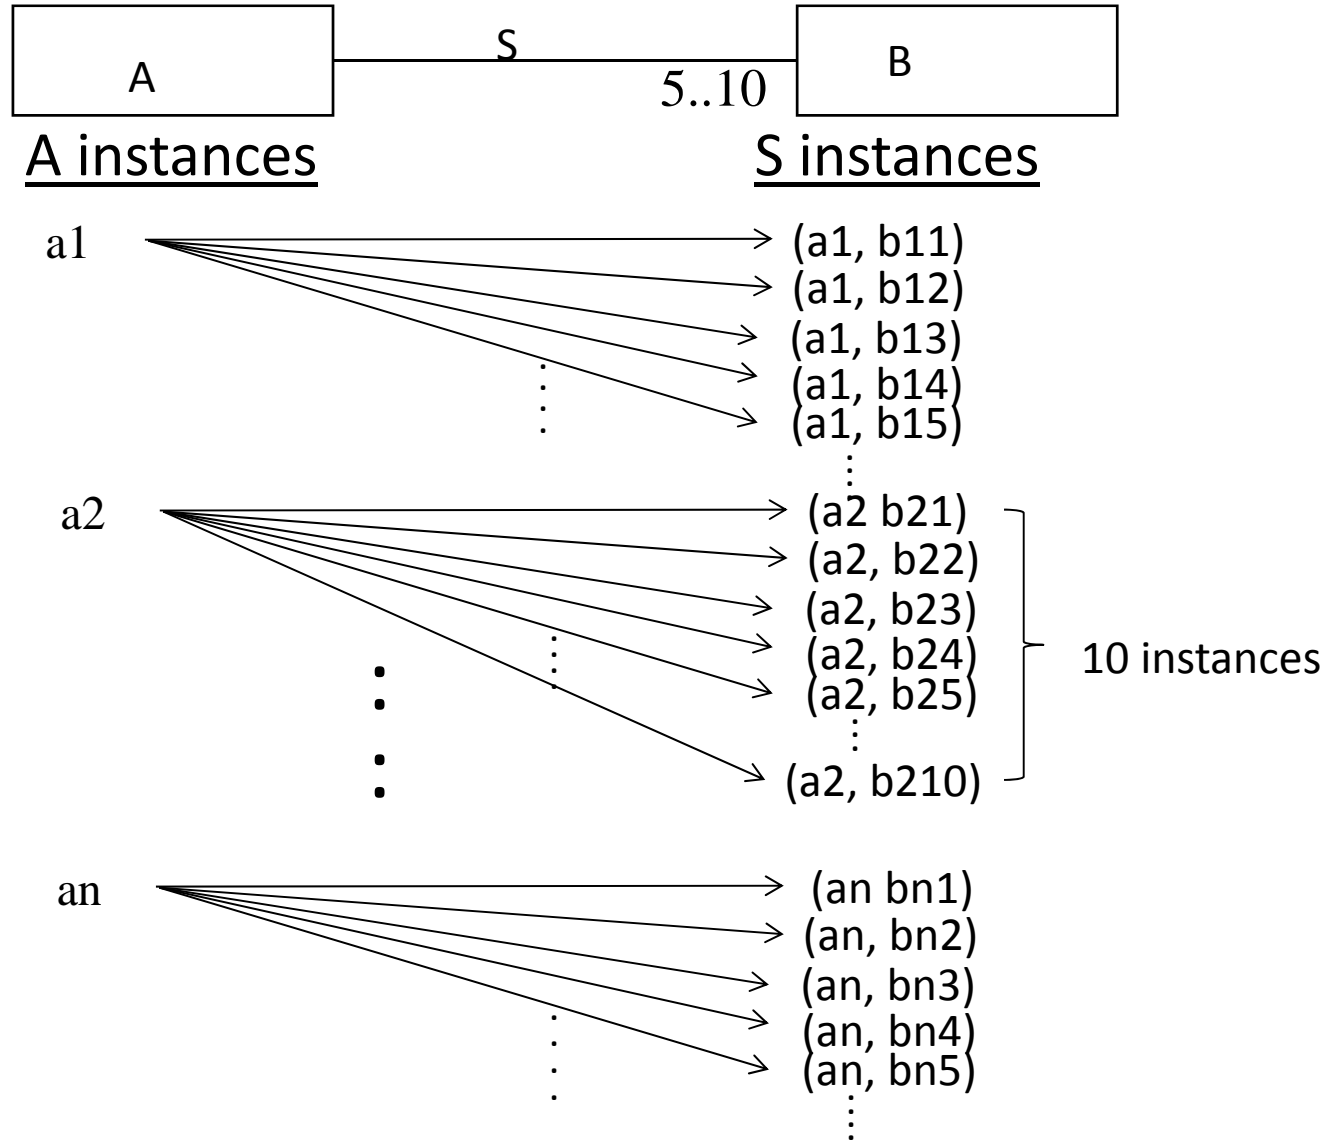 S
A
B
5..10
A instances
S instances
a1
(a1, b11)
(a1, b12)
(a1, b13)
(a1, b14)
(a1, b15)
a2
(a2 b21)
(a2, b22)
(a2, b23)
(a2, b24)
(a2, b25)
10 instances
(a2, b210)
an
(an bn1)
(an, bn2)
(an, bn3)
(an, bn4)
(an, bn5)